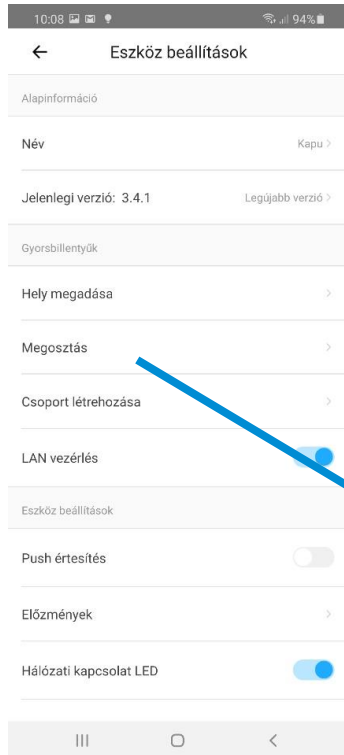 10:08 94%
Eszköz beállítások
Alapinformáció
Név Kapu >
Jelenlegi verzió: 3.4.1 Legújabb verzió >
Gyorsbillentyűk
Hely megadása >
Megosztás >
Csoport létrehozása >
LAN vezérlés
Eszköz beállítások
Push értesítés
Előzmények >
Hálózati kapcsolat LED